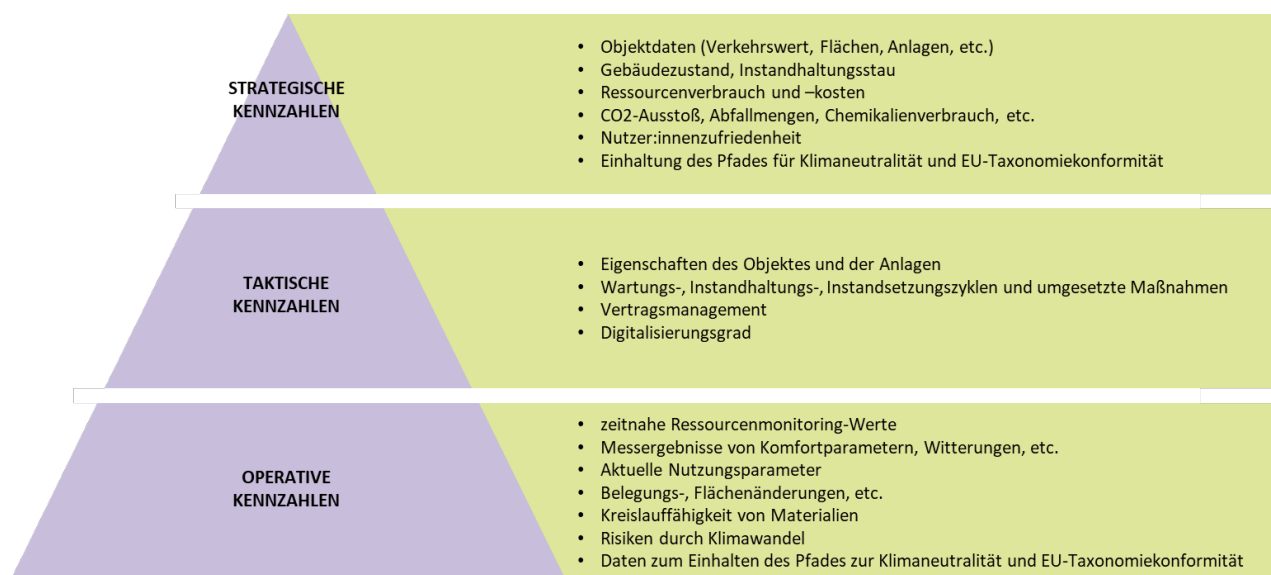 STRATEGISCHE
KENNZAHLEN
• Objektdaten (Verkehrswert, Flächen, Anlagen, etc.)
• Gebäudezustand, Instandhaltungsstau
• Ressourcenverbrauch und –kosten
• CO2-Ausstoß, Abfallmengen, Chemikalienverbrauch, etc.
• Nutzer:innenzufriedenheit
• Einhaltung des Pfades für Klimaneutralität und EU-Taxonomiekonformität
TAKTISCHE
KENNZAHLEN
• Eigenschaften des Objektes und der Anlagen
• Wartungs-, Instandhaltungs-, Instandsetzungszyklen und umgesetzte Maßnahmen
• Vertragsmanagement
• Digitalisierungsgrad
OPERATIVE
KENNZAHLEN
• zeitnahe Ressourcenmonitoring-Werte
• Messergebnisse von Komfortparametern, Witterungen, etc.
• Aktuelle Nutzungsparameter
• Belegungs-, Flächenänderungen, etc.
• Kreislauffähigkeit von Materialien
• Risiken durch Klimawandel
• Daten zum Einhalten des Pfades zur Klimaneutralität und EU-Taxonomiekonformität